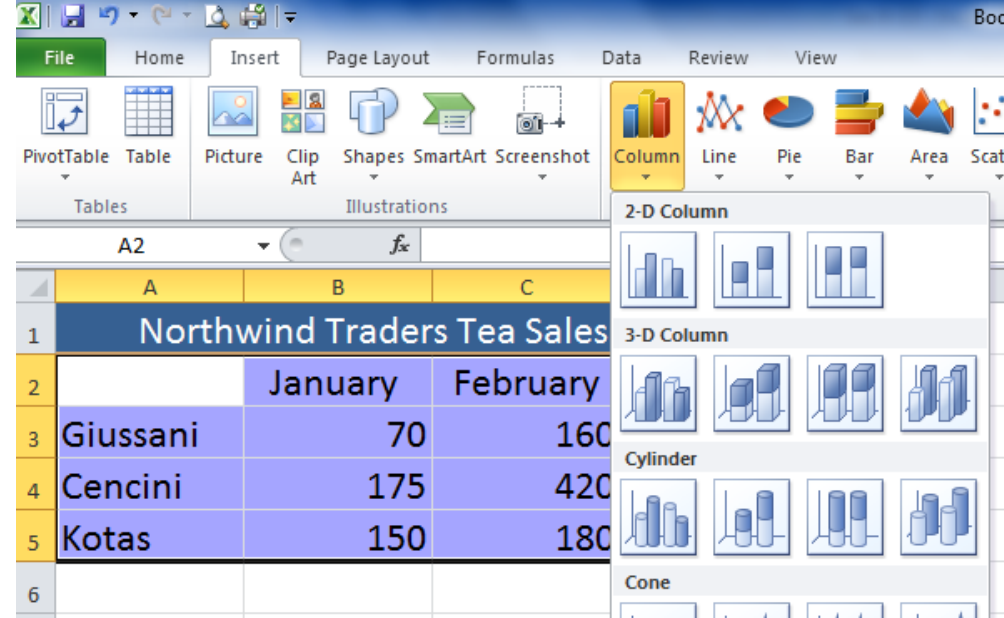 Boo
File Home Insert Page Layout Formulas Data Review View
PivotTable Table Picture Clip Art Shapes SmartArt Screenshot Column Line Pie Bar Area Scat
Tables Illustrations
2-D Column
A2 fx
A B C
1 Northwind Traders Tea Sales
3-D Column
2 January February
3 Giussani 70 160
Cylinder
4 Cencini 175 420
5 Kotas 150 180
Cone
6